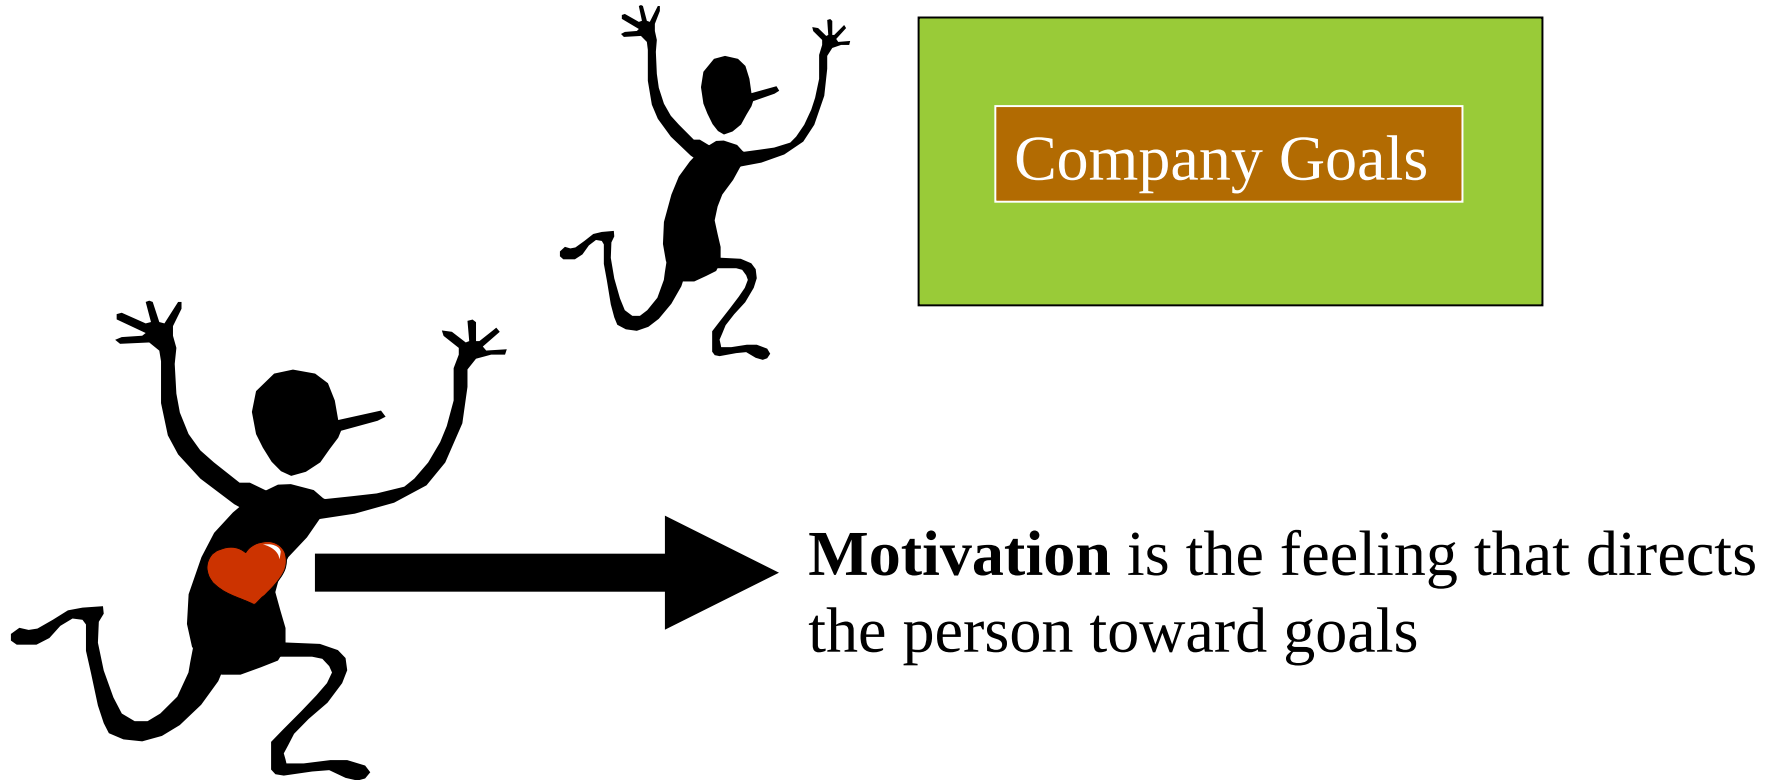 Company Goals
Motivation is the feeling that directs
the person toward goals